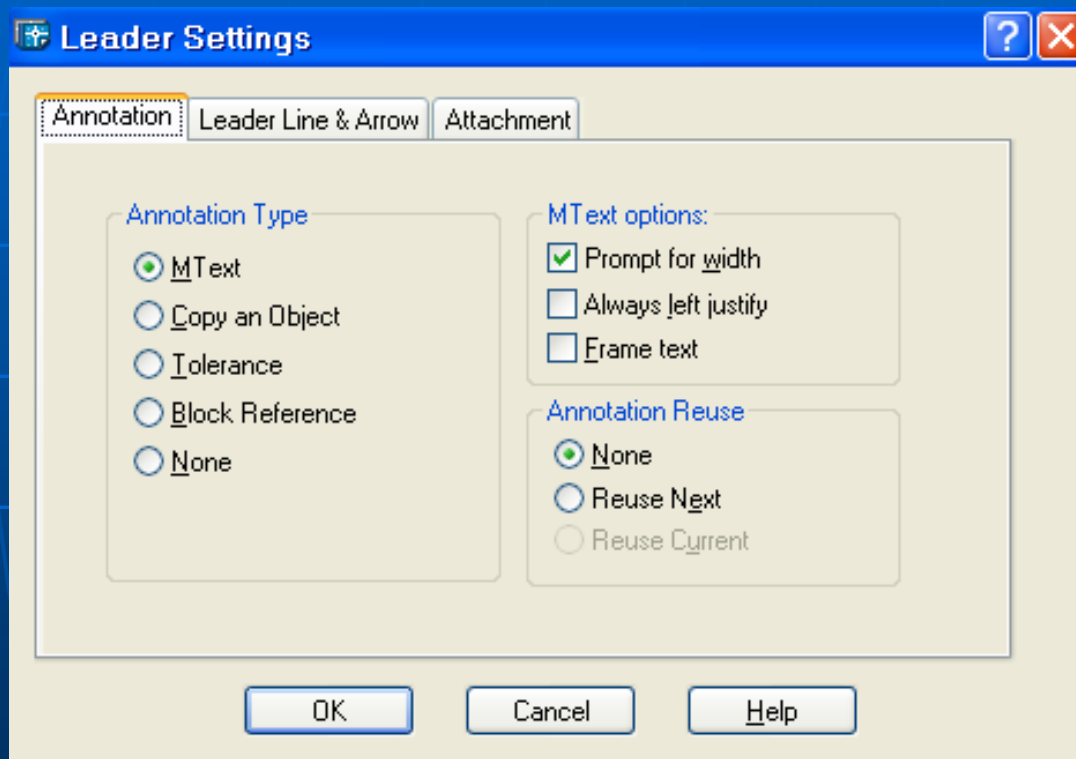 Leader Settings
Annotation
Leader Line & Arrow
Attachment
Annotation Type
MText
Copy an Object
Tolerance
Block Reference
None
MText options:
Prompt for width
Always left justify
Frame text
Annotation Reuse
None
Reuse Next
Reuse Current
OK
Cancel
Help